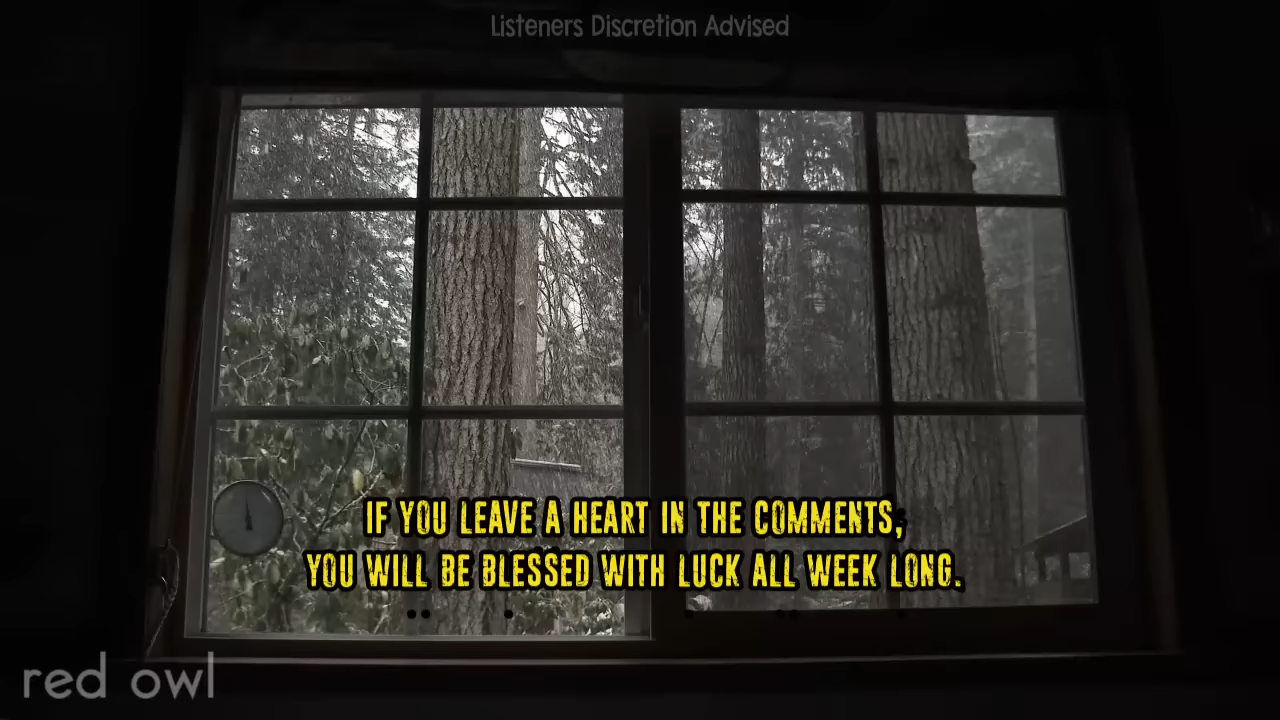 Listeners Discretion Advised
IF YOU LEAVE A HEART IN THE COMMENTS,
YOU WILL BE BLESSED WITH LUCK ALL WEEK LONG.
red owl